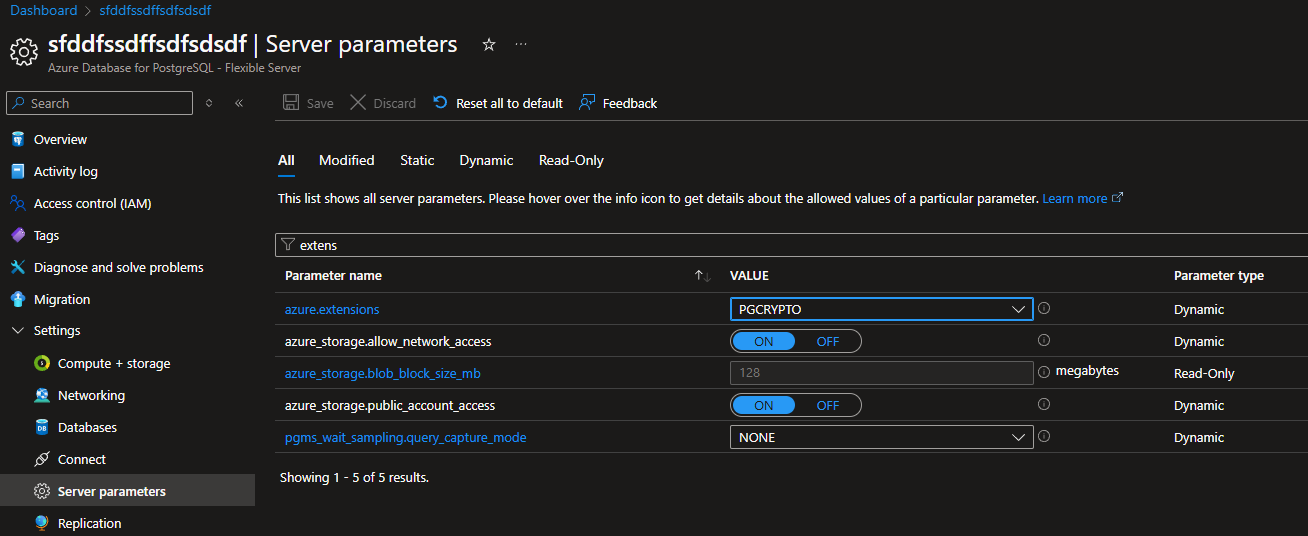 Dashboard > sfddfssdffsdfsdsdf
sfddfssdffsdfsdsdf | Server parameters
Azure Database for PostgreSQL - Flexible Server
Search
Save Discard Reset all to default Feedback
Overview
Activity log
Access control (IAM)
Tags
Diagnose and solve problems
Migration
Settings
Compute + storage
Networking
Databases
Connect
Server parameters
Replication
All Modified Static Dynamic Read-Only
This list shows all server parameters. Please hover over the info icon to get details about the allowed values of a particular parameter. Learn more
extens
Parameter name VALUE Parameter type
azure.extensions PGCRYPTO Dynamic
azure_storage.allow_network_access ON OFF Dynamic
azure_storage.blob_block_size_mb 128 megabytes Read-Only
azure_storage.public_account_access ON OFF Dynamic
pgms_wait_sampling.query_capture_mode NONE Dynamic
Showing 1 - 5 of 5 results.